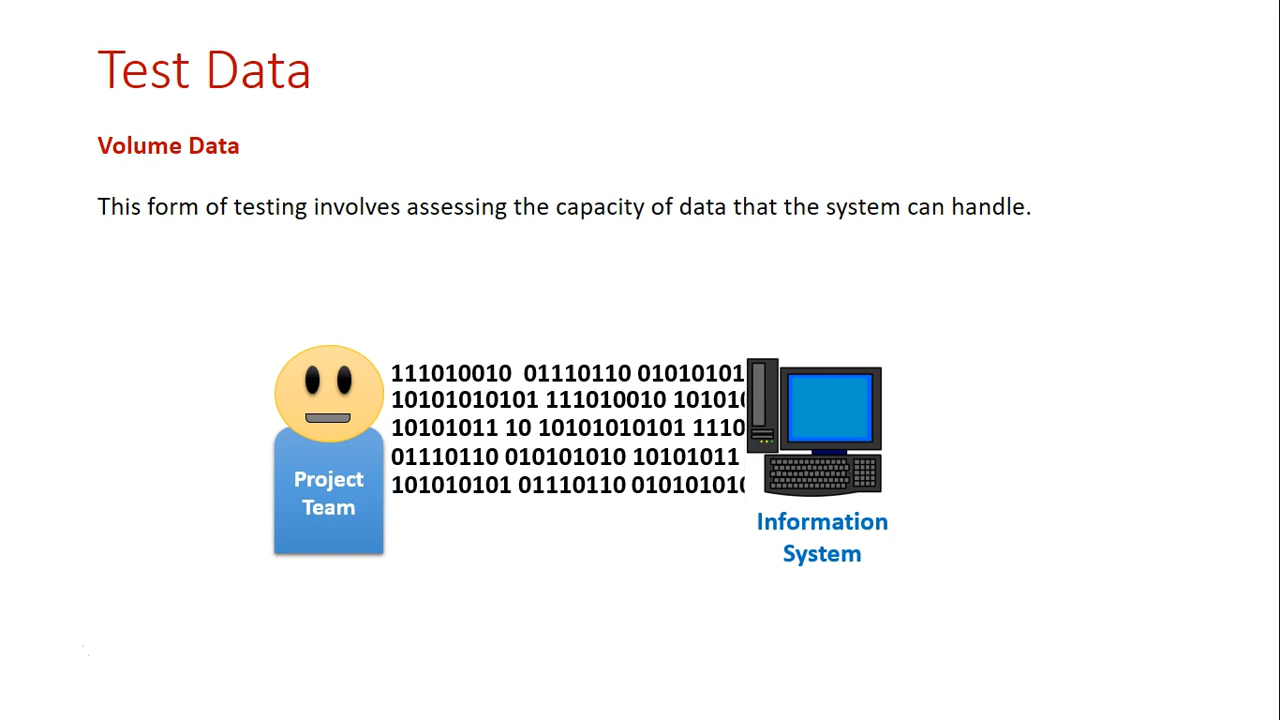 Test Data
Volume Data
This form of testing involves assessing the capacity of data that the system can handle.
111010010 01110110 01010101
10101010101 111010010 10101
10101011 10 10101010101 1110
01110110 010101010 10101011
101010101 01110110 01010101
Project
Team
Information
System